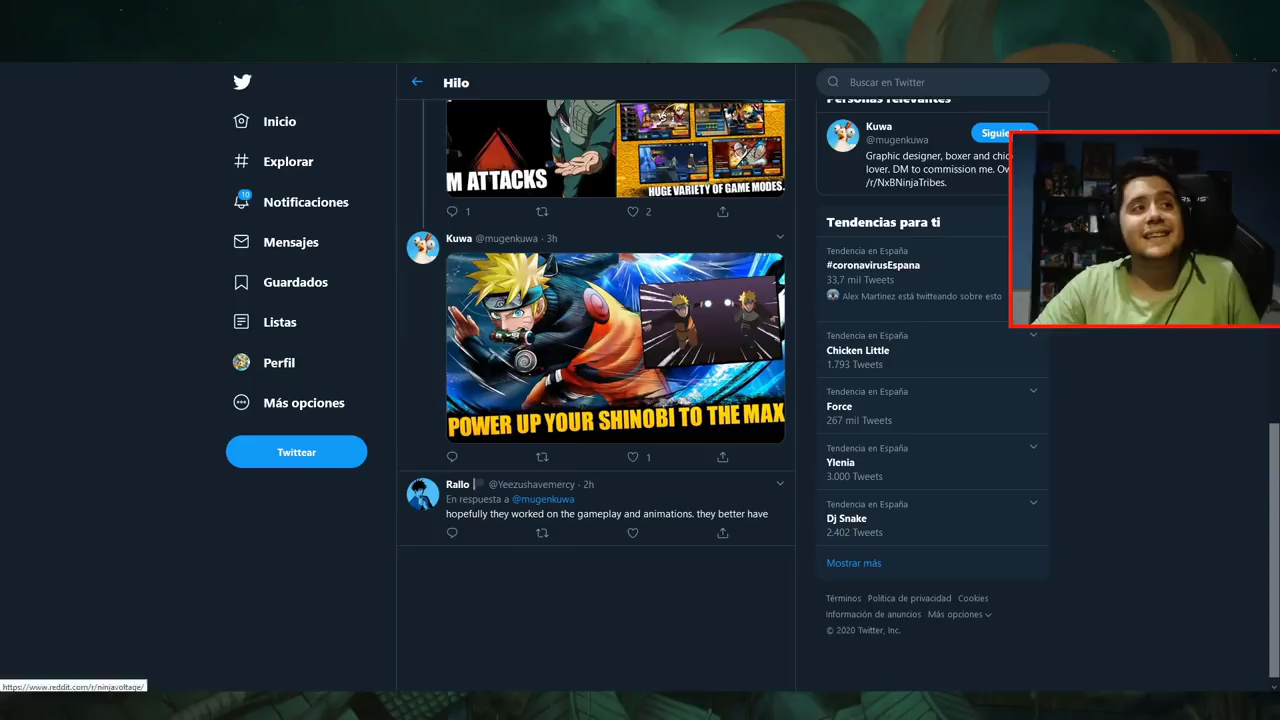 Inicio
Explorar
10
Notificaciones
Mensajes
Guardados
Listas
Perfil
Más opciones
Twittear
Hilo
M ATTACKS
HUGE VARIETY OF GAME MODES.
1
2
Kuwa @mugenkuwa · 3h
POWER UP YOUR SHINOBI TO THE MAX
1
Rallo @Yeezushavemercy · 2h
En respuesta a @mugenkuwa
hopefully they worked on the gameplay and animations. they better have
Buscar en Twitter
Personas relevantes
Kuwa
@mugenkuwa
Graphic designer, boxer and
lover. DM to commission me.
/r/NxBNinjaTribes.
Tendencias para ti
Tendencia en España
#coronavirusEspana
33,7 mil Tweets
Alex Martinez está twitteando sobre esto
Tendencia en España
Chicken Little
1.793 Tweets
Tendencia en España
Force
267 mil Tweets
Tendencia en España
Ylenia
3.000 Tweets
Tendencia en España
Dj Snake
2.402 Tweets
Mostrar más
Términos Política de privacidad Cookies
información de anuncios Más opciones
© 2020 Twitter, Inc.
https://www.reddit.com/r/ninjavoltage/